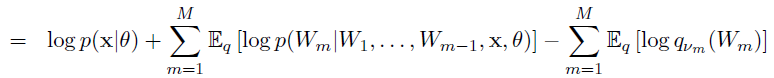 = log p(x|θ) + ∑_{m=1}^{M} 𝔼_q [log p(W_m|W_1, . . . , W_{m−1}, x, θ)] − ∑_{m=1}^{M} 𝔼_q [log q_{ν_m}(W_m)]